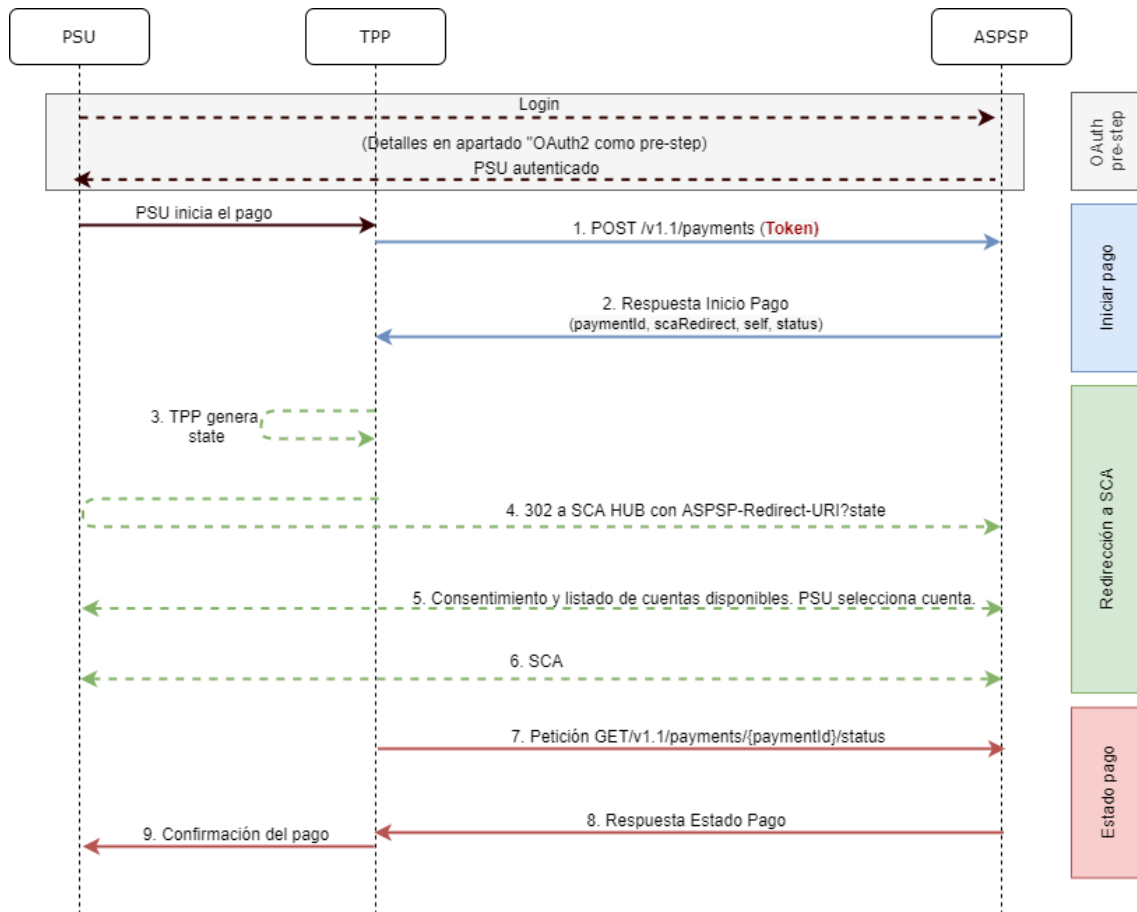 PSU
TPP
ASPSP
Login
(Detalles en apartado "OAuth2 como pre-step)
PSU autenticado
OAuth
pre-step
PSU inicia el pago
1. POST /v1.1/payments (Token)
2. Respuesta Inicio Pago
(paymentId, scaRedirect, self, status)
Iniciar pago
3. TPP genera
state
4. 302 a SCA HUB con ASPSP-Redirect-URI?state
5. Consentimiento y listado de cuentas disponibles. PSU selecciona cuenta.
6. SCA
Redirección a SCA
7. Petición GET/v1.1/payments/{paymentId}/status
8. Respuesta Estado Pago
9. Confirmación del pago
Estado pago